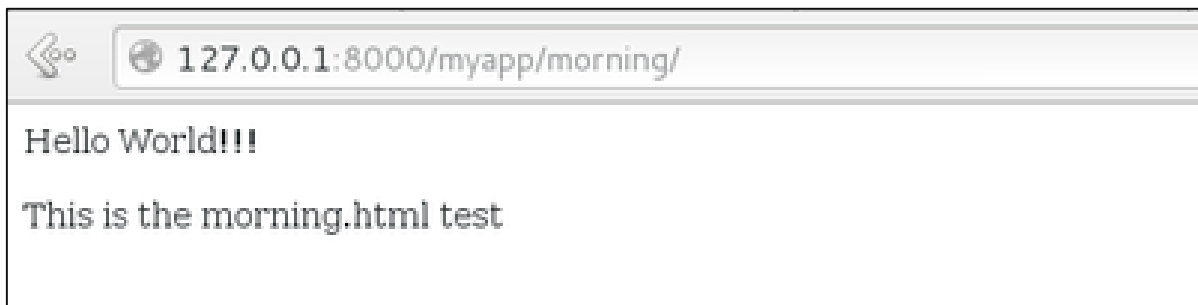 127.0.0.1:8000/myapp/morning/
Hello World!!!
This is the morning.html test